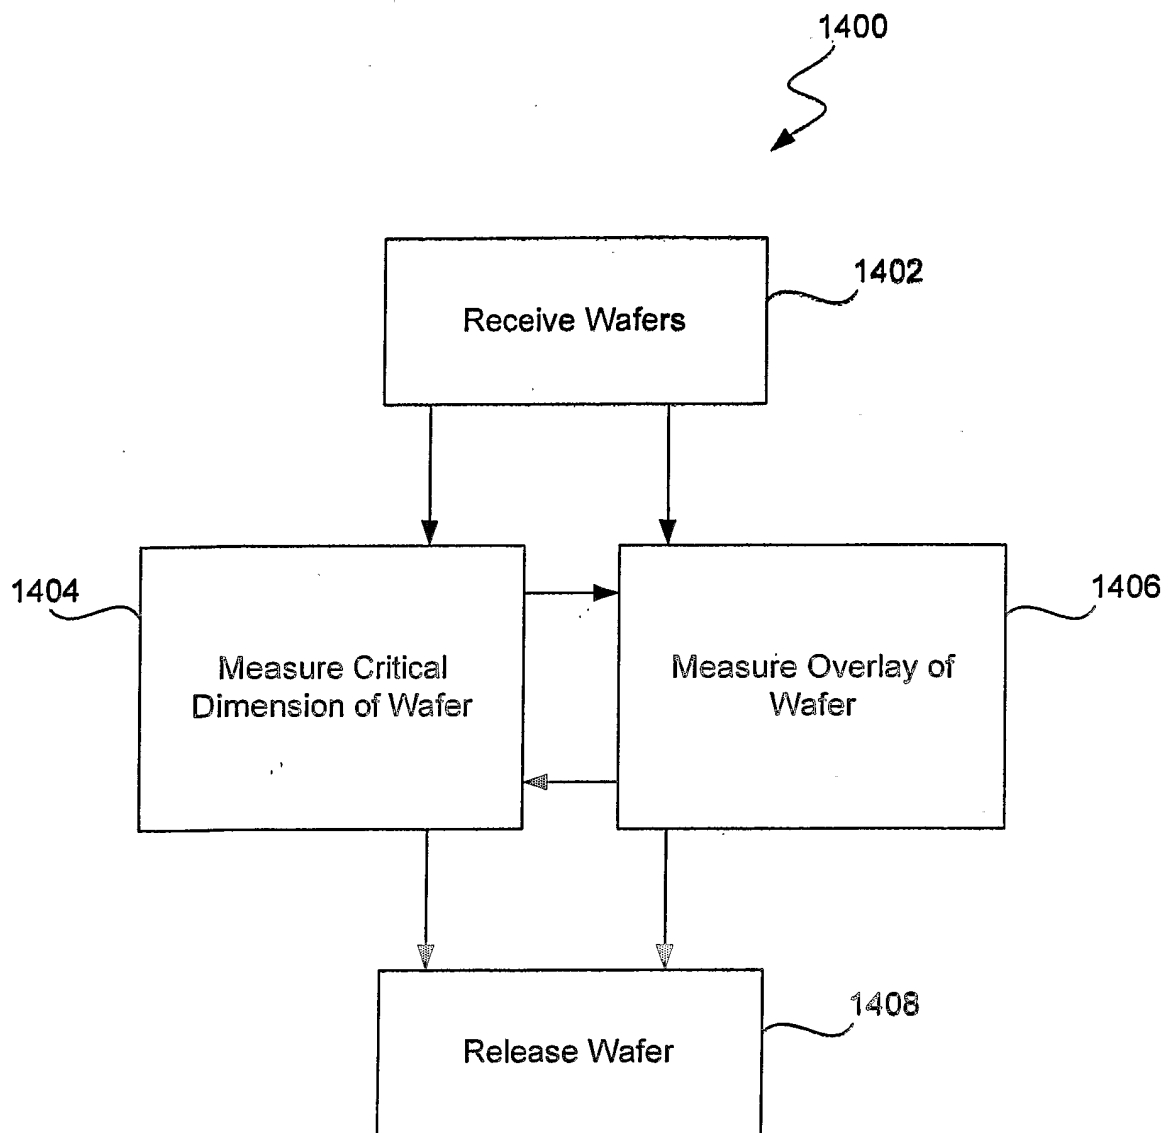 1400
1402
Receive Wafers
1404
1406
Measure Critical
Dimension of Wafer
Measure Overlay of
Wafer
1408
Release Wafer